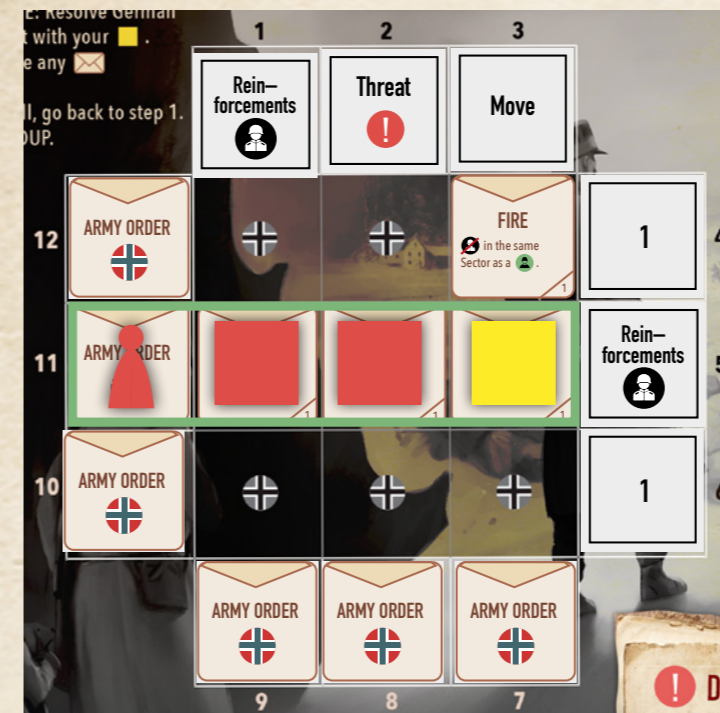 E: Resolve German
t with your
e any
ll, go back to step 1.
OUP.
1
2
3
Rein–
forcements
Threat
!
Move
12
ARMY ORDER
FIRE
in the same
Sector as a .
1
1
11
ARMY ORDER
1
1
1
Rein–
forcements
10
ARMY ORDER
1
ARMY ORDER
ARMY ORDER
ARMY ORDER
9
8
7
! D